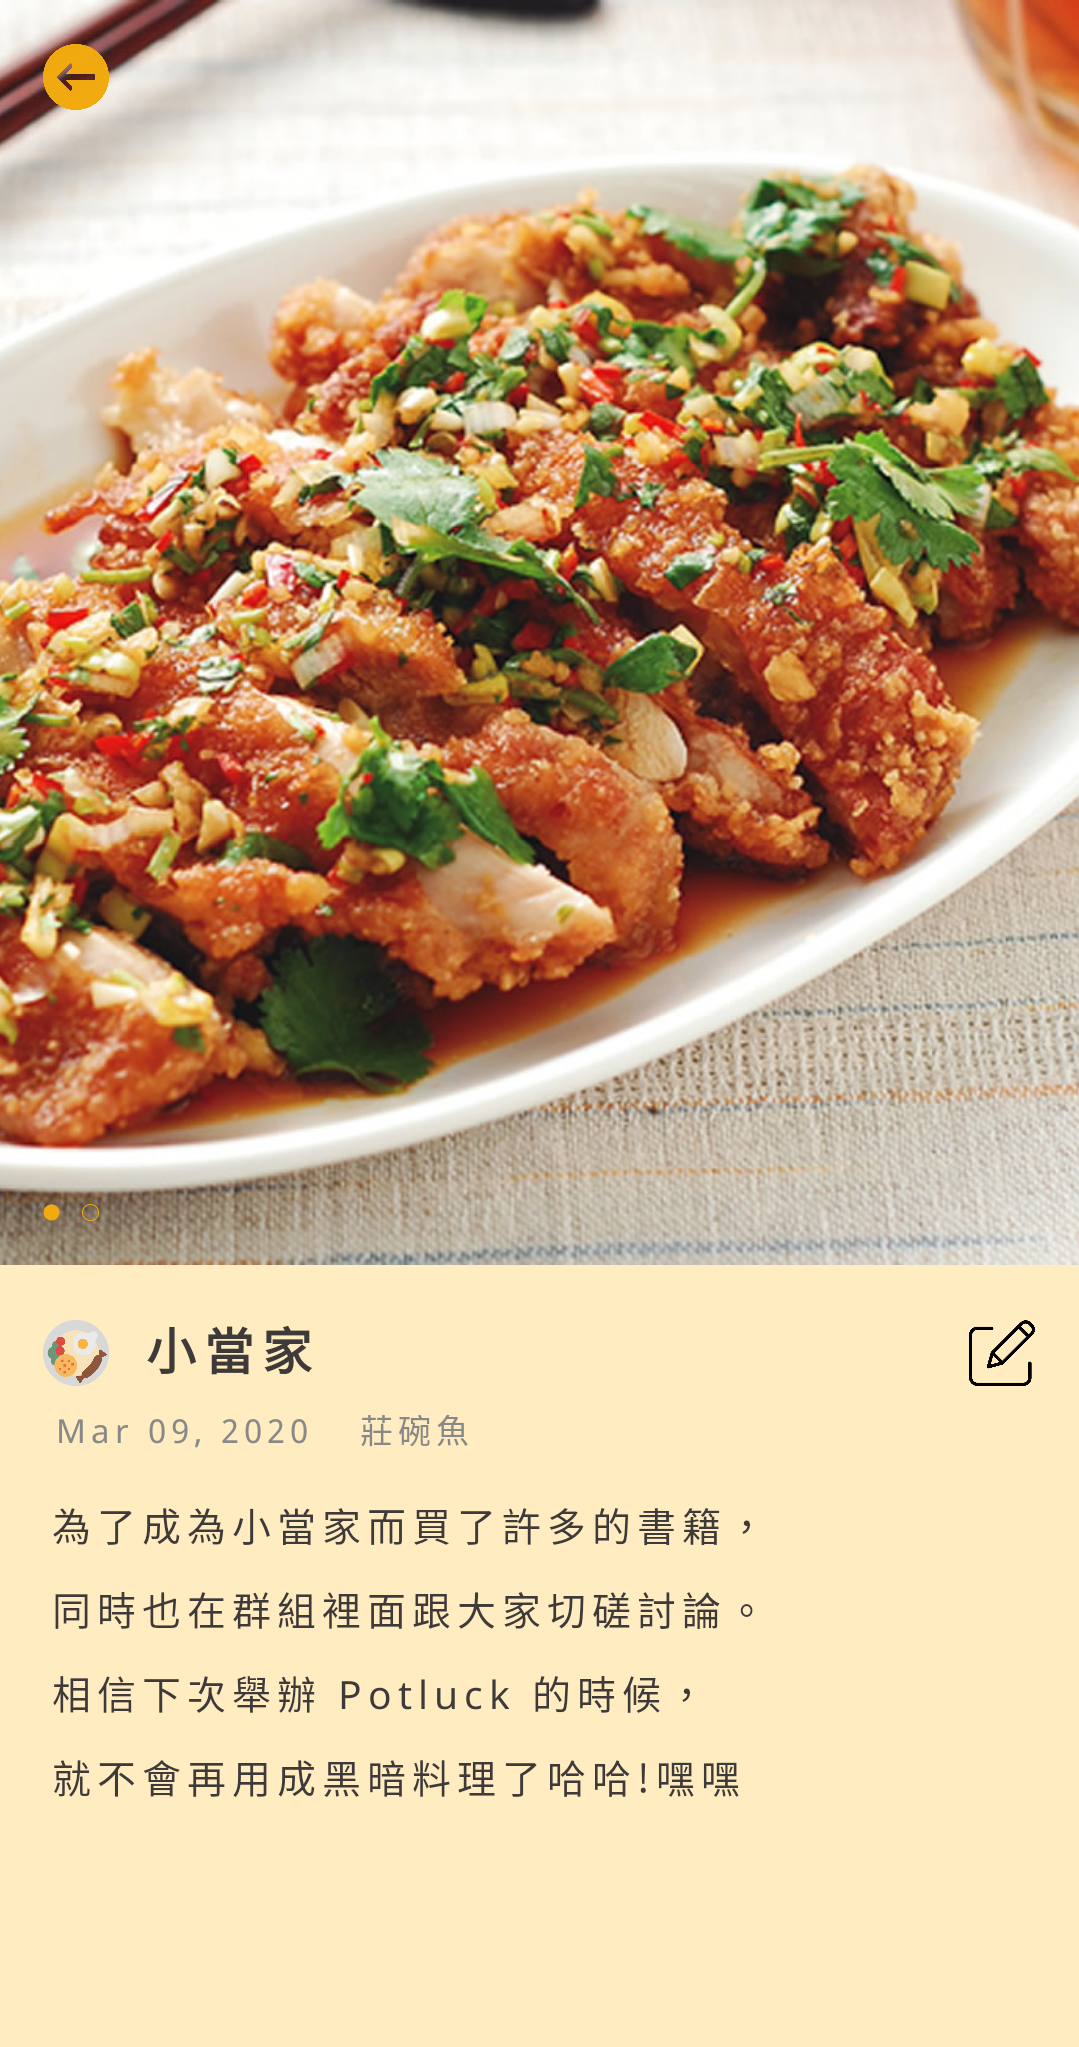 小當家
Mar 09, 2020 莊碗魚
為了成為小當家而買了許多的書籍，
同時也在群組裡面跟大家切磋討論。
相信下次舉辦 Potluck 的時候，
就不會再用成黑暗料理了哈哈!嘿嘿